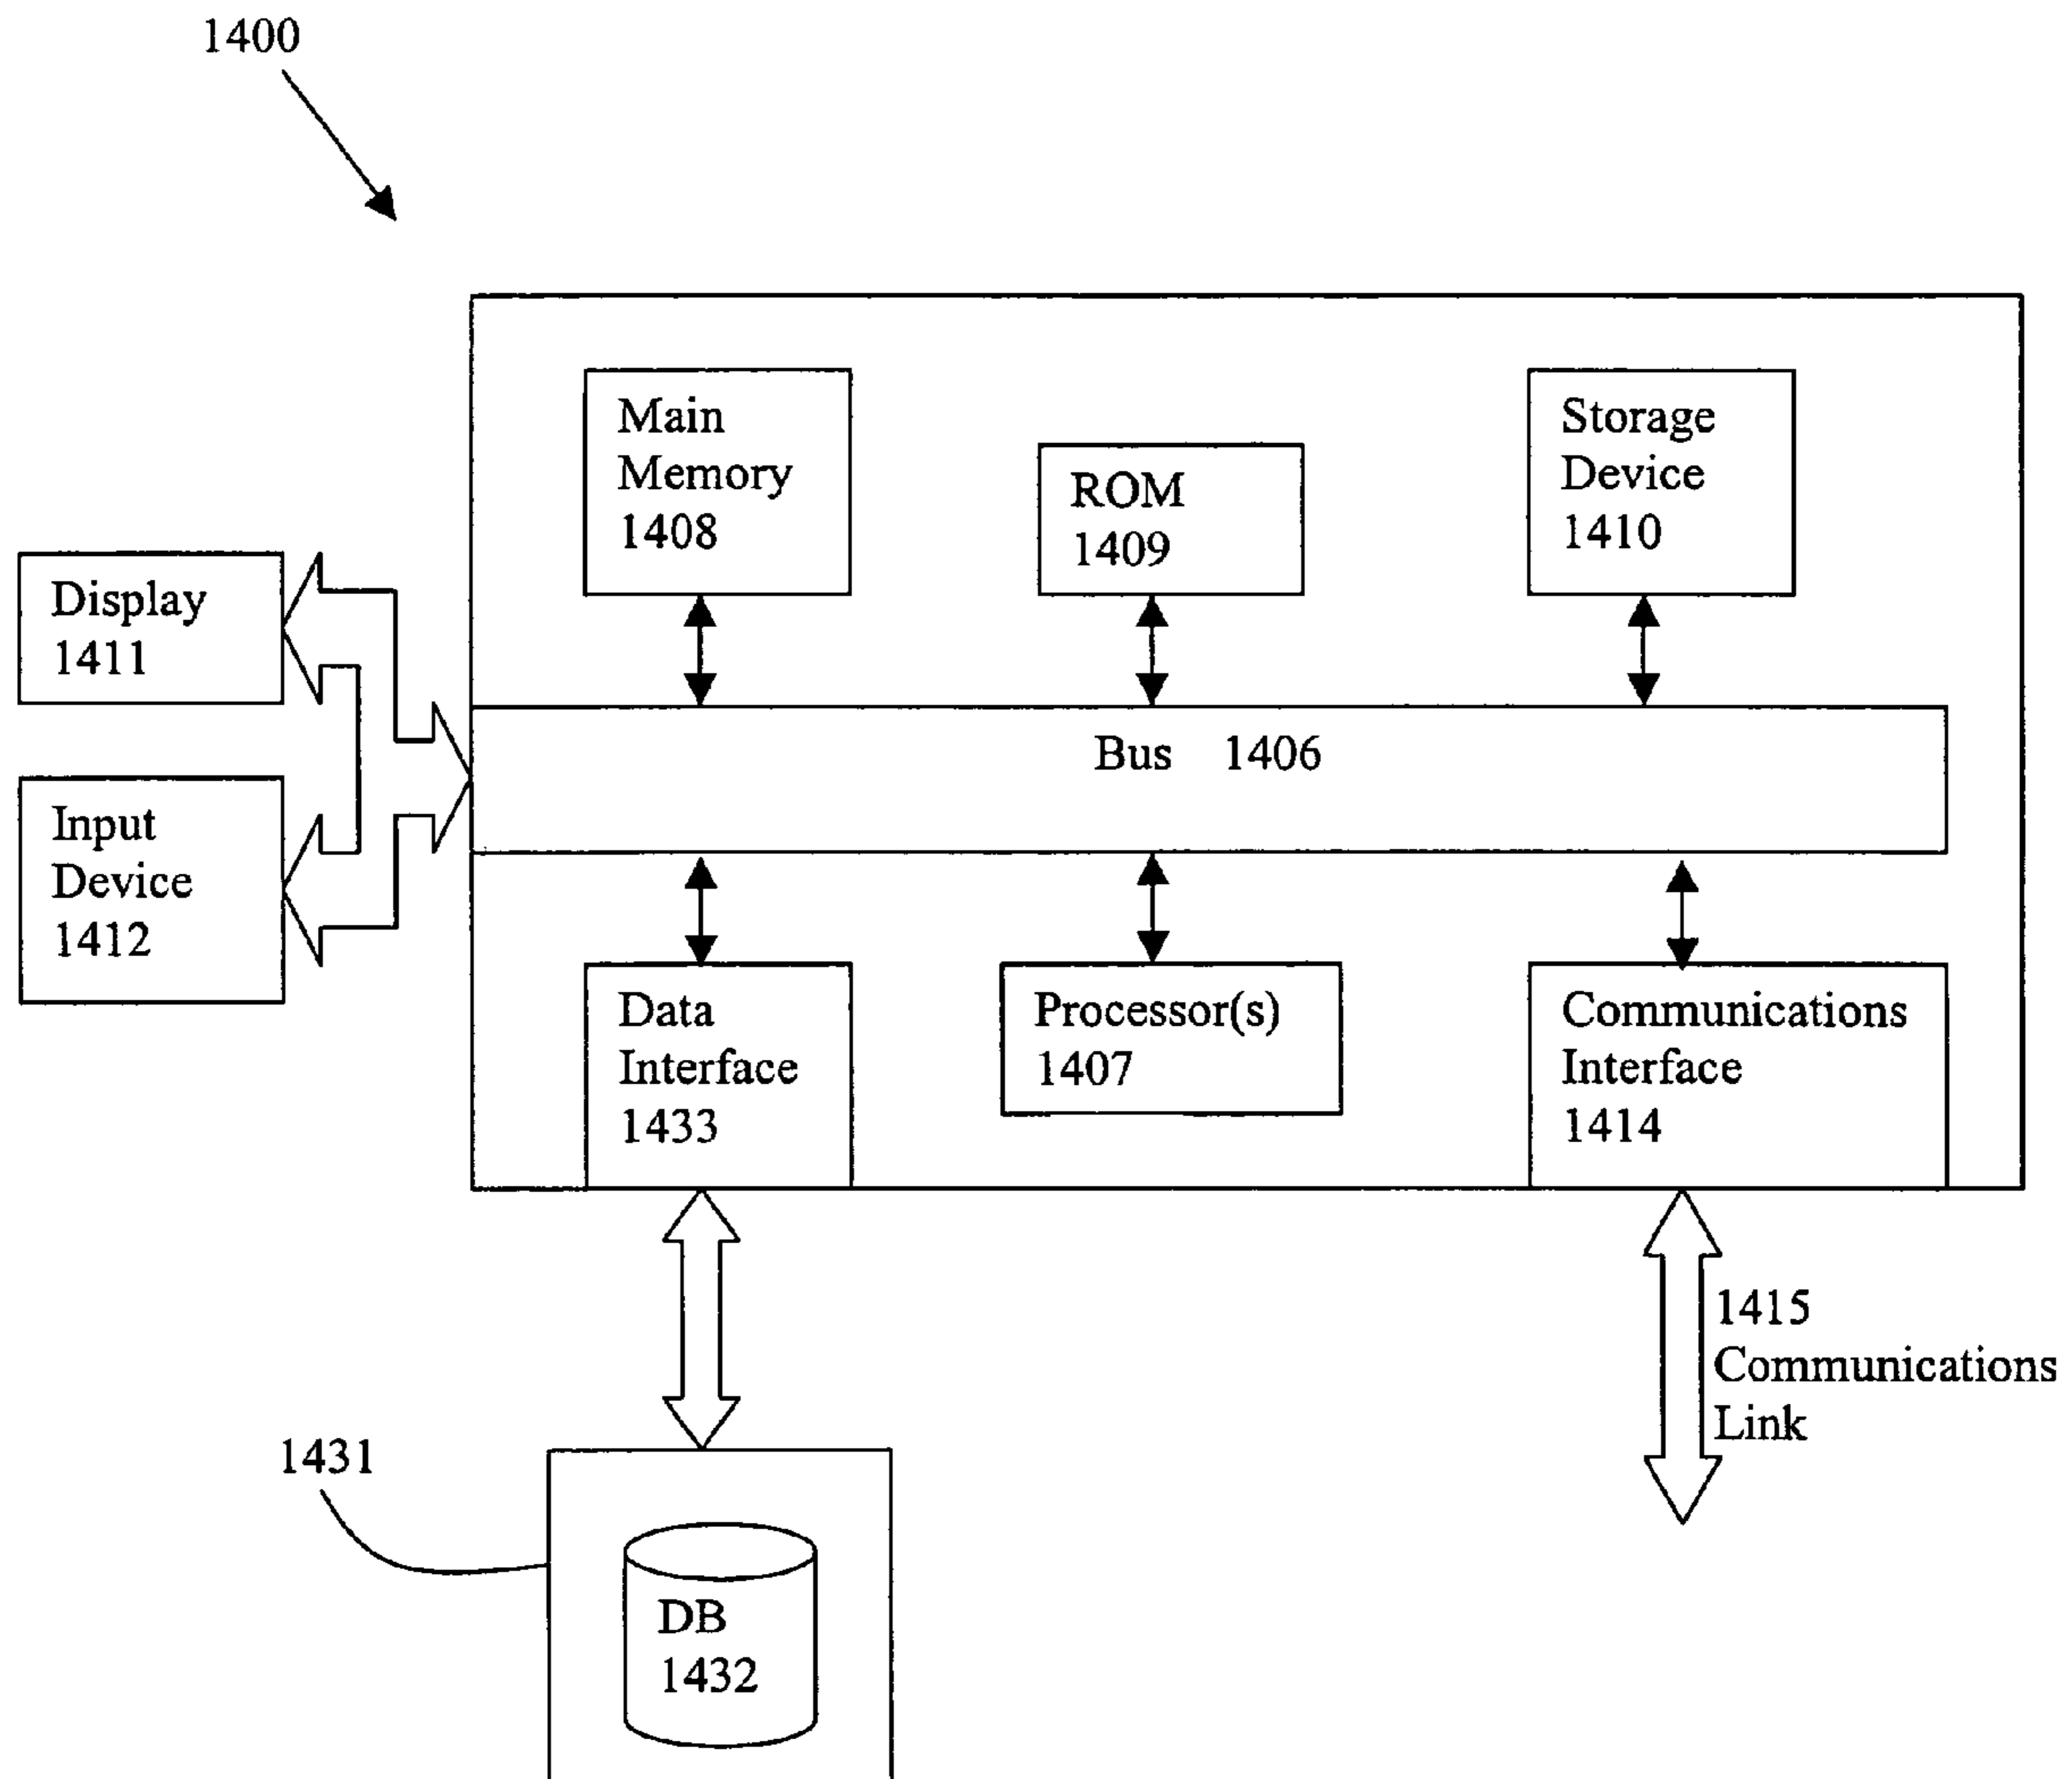 1400
Main
Memory
1408
ROM
1409
Storage
Device
1410
Display
1411
Bus 1406
Input
Device
1412
Data
Interface
1433
Processor(s)
1407
Communications
Interface
1414
1415
Communications
Link
1431
DB
1432